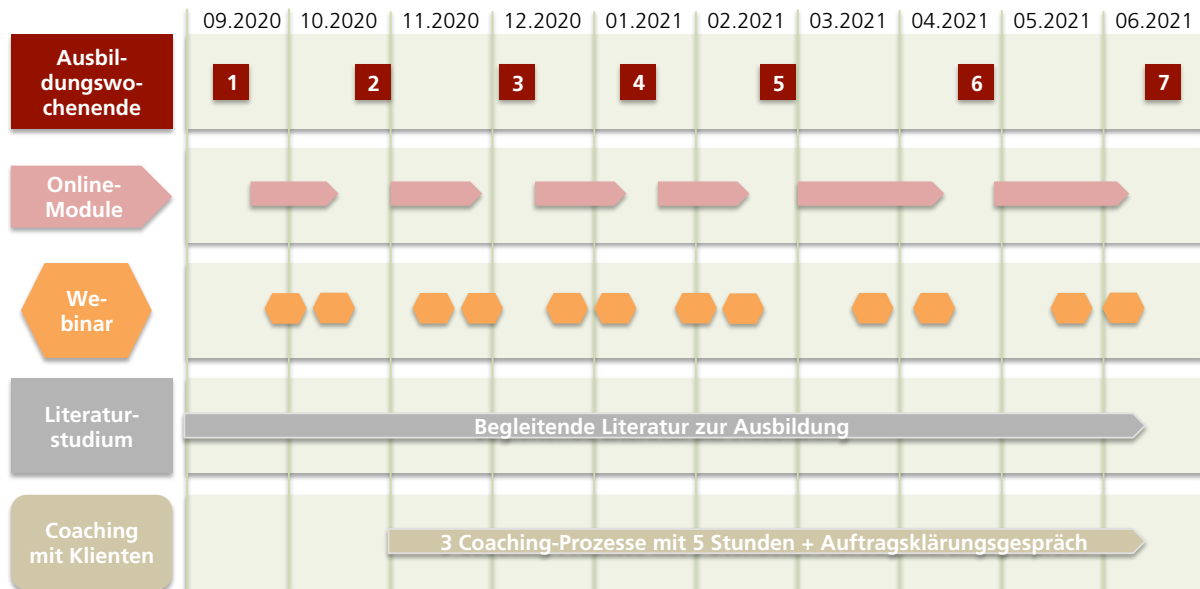 09.2020 10.2020 11.2020 12.2020 01.2021 02.2021 03.2021 04.2021 05.2021 06.2021
Ausbil-
dungswo-
chenende
1 2 3 4 5 6 7
Online-
Module
We-
binar
Literatur-
studium
Begleitende Literatur zur Ausbildung
Coaching
mit Klienten
3 Coaching-Prozesse mit 5 Stunden + Auftragsklärungsgespräch